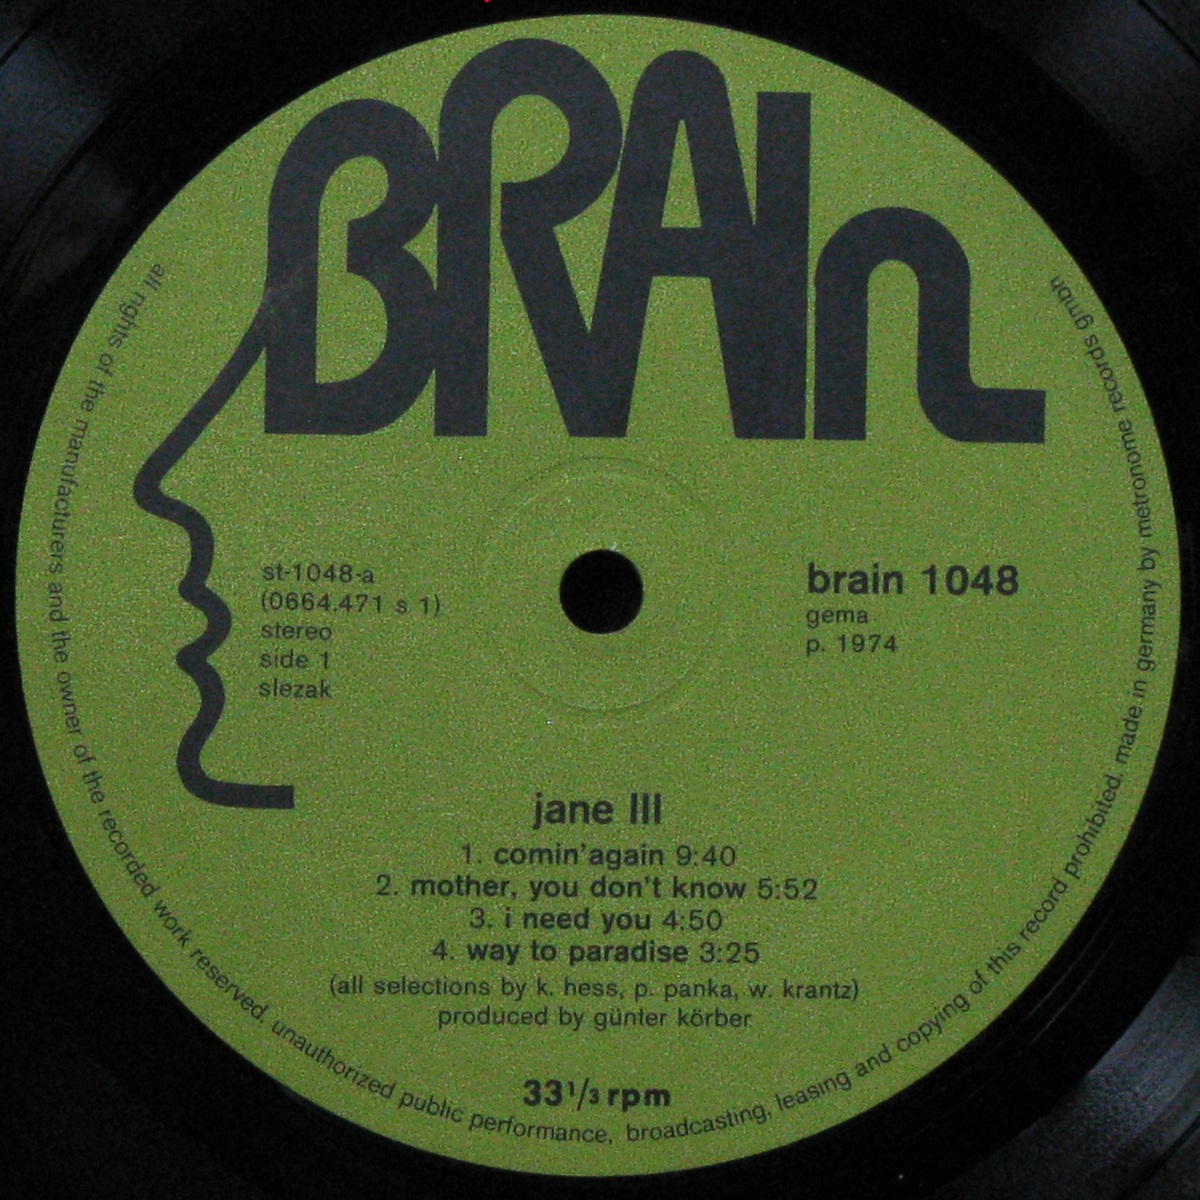 BRAIn
st-1048-a
(0664.471 s 1)
stereo
side 1
slezak
brain 1048
gema
p. 1974
jane III
1. comin'again 9:40
2. mother, you don't know 5:52
3. i need you 4:50
4. way to paradise 3:25
(all selections by k. hess, p. panka, w. krantz)
produced by günter körber
33 1/3 rpm
all rights of the manufacturers and the owner of the recorded work reserved. unauthorized public performance, broadcasting, leasing and copying of this record prohibited. made in germany by metronome records gmbh